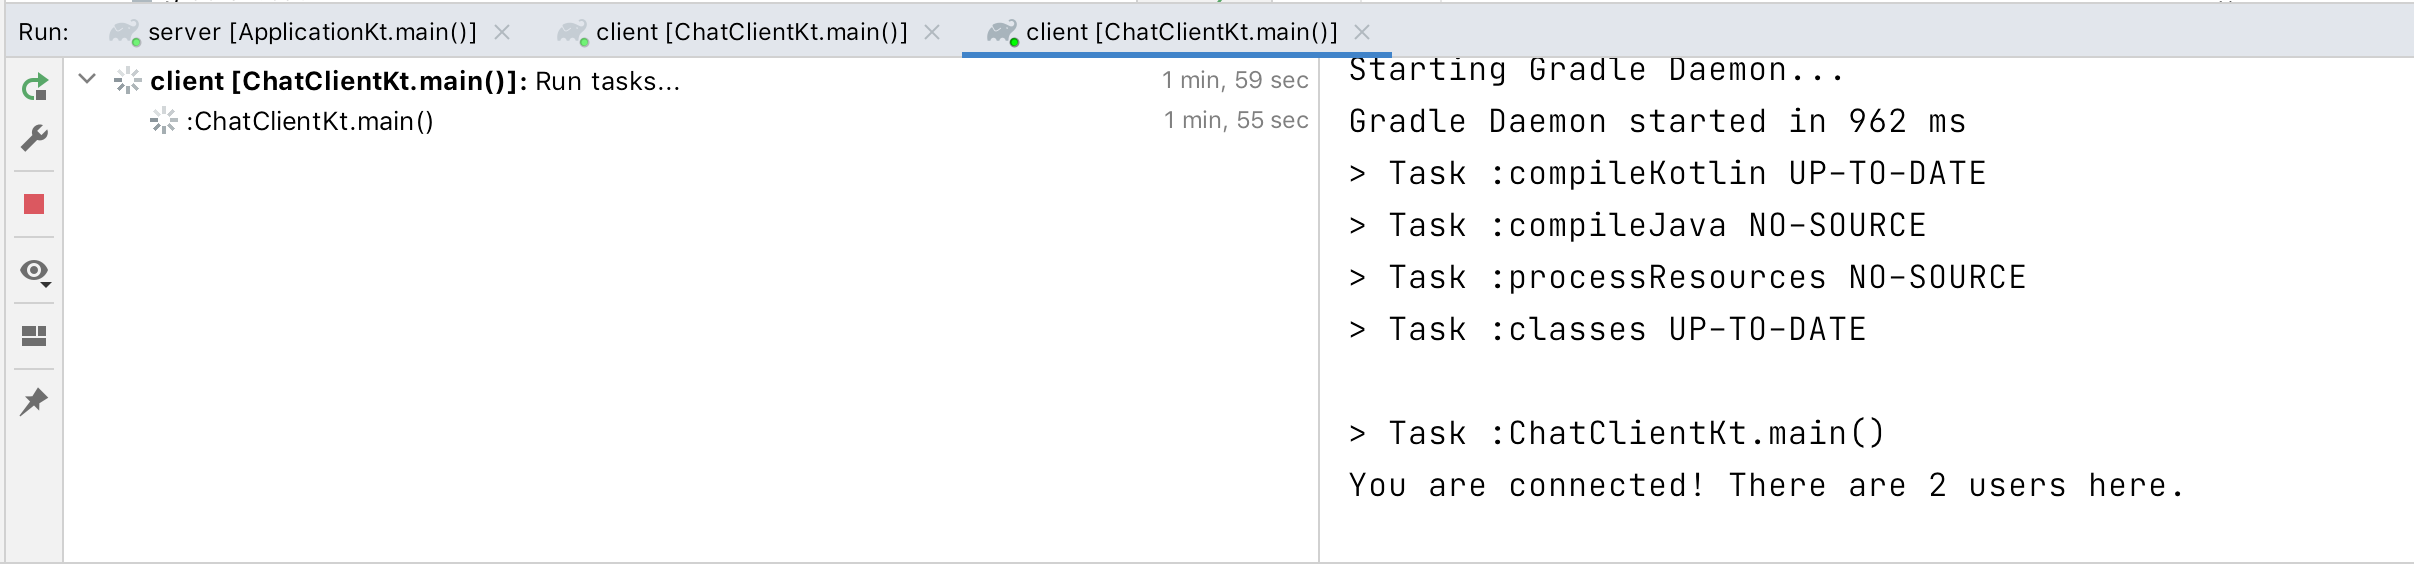 Run: server [ApplicationKt.main()] client [ChatClientKt.main()] client [ChatClientKt.main()]
client [ChatClientKt.main()]: Run tasks... 1 min, 59 sec
:ChatClientKt.main() 1 min, 55 sec
Starting Gradle Daemon...
Gradle Daemon started in 962 ms
> Task :compileKotlin UP-TO-DATE
> Task :compileJava NO-SOURCE
> Task :processResources NO-SOURCE
> Task :classes UP-TO-DATE
> Task :ChatClientKt.main()
You are connected! There are 2 users here.